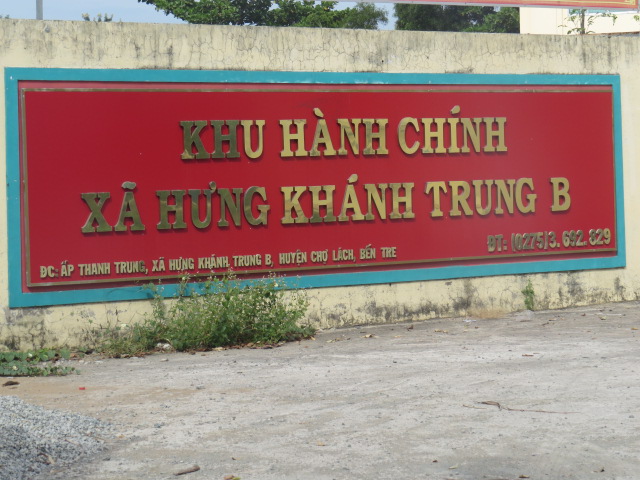 KHU HÀNH CHÍNH
XÃ HƯNG KHÁNH TRUNG B
ĐT: (0275)3.692.829
ĐC: ẤP THANH TRUNG, XÃ HƯNG KHÁNH TRUNG B, HUYỆN CHỢ LÁCH, BẾN TRE